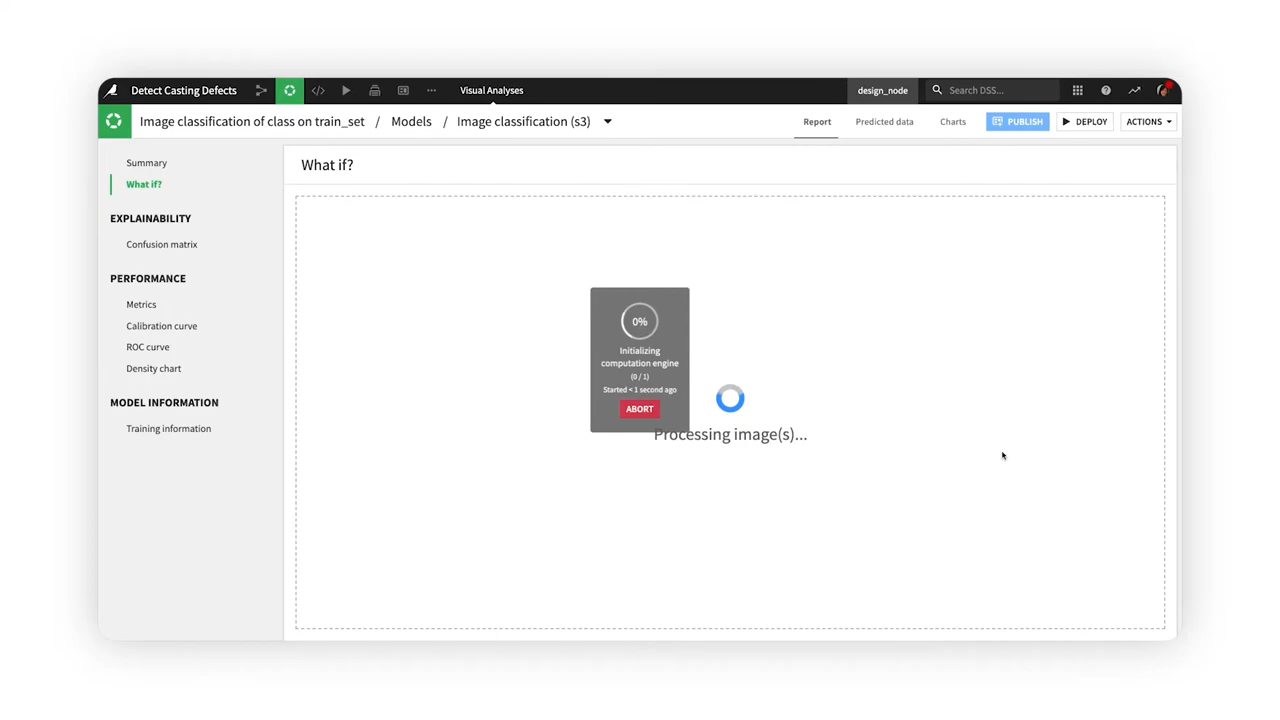 Detect Casting Defects
Visual Analyses
design_node
Search DSS...
Image classification of class on train_set / Models / Image classification (s3)
Report
Predicted data
Charts
PUBLISH
DEPLOY
ACTIONS
Summary
What if?
EXPLAINABILITY
Confusion matrix
PERFORMANCE
Metrics
Calibration curve
ROC curve
Density chart
MODEL INFORMATION
Training information
What if?
0%
Initializing
computation engine
(0 / 1)
Started < 1 second ago
ABORT
Processing image(s)...